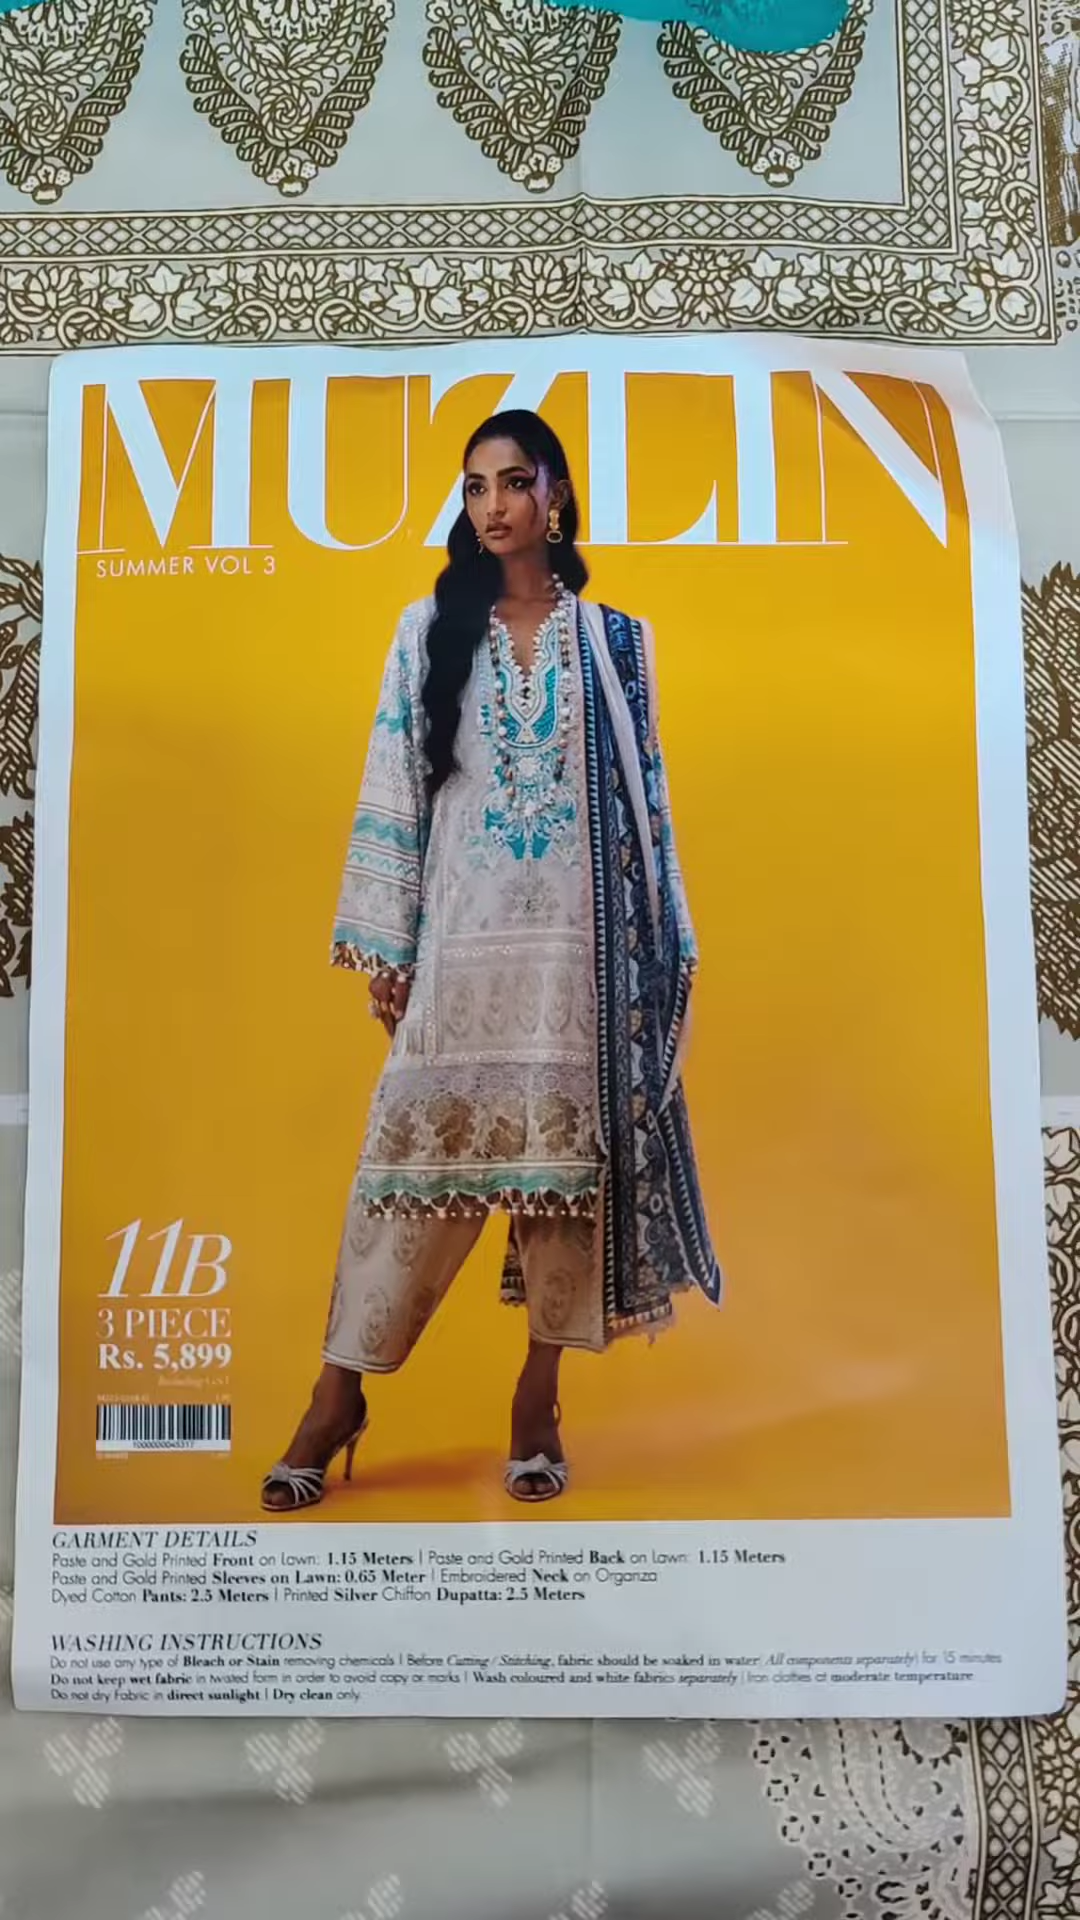 MUZLIN
SUMMER VOL 3
11B
3 PIECE
Rs. 5,899
Including GST
1000000045317
GARMENT DETAILS
Paste and Gold Printed Front on Lawn: 1.15 Meters | Paste and Gold Printed Back on Lawn: 1.15 Meters
Paste and Gold Printed Sleeves on Lawn: 0.65 Meter | Embroidered Neck on Organza
Dyed Cotton Pants: 2.5 Meters | Printed Silver Chiffon Dupatta: 2.5 Meters
WASHING INSTRUCTIONS
Do not use any type of Bleach or Stain removing chemicals | Before Cutting / Stitching, fabric should be soaked in water. All components separately) for 15 minutes
Do not keep wet fabric in twisted form in order to avoid copy or marks | Wash coloured and white fabrics separately | Iron clothes at moderate temperature
Do not dry Fabric in direct sunlight | Dry clean only